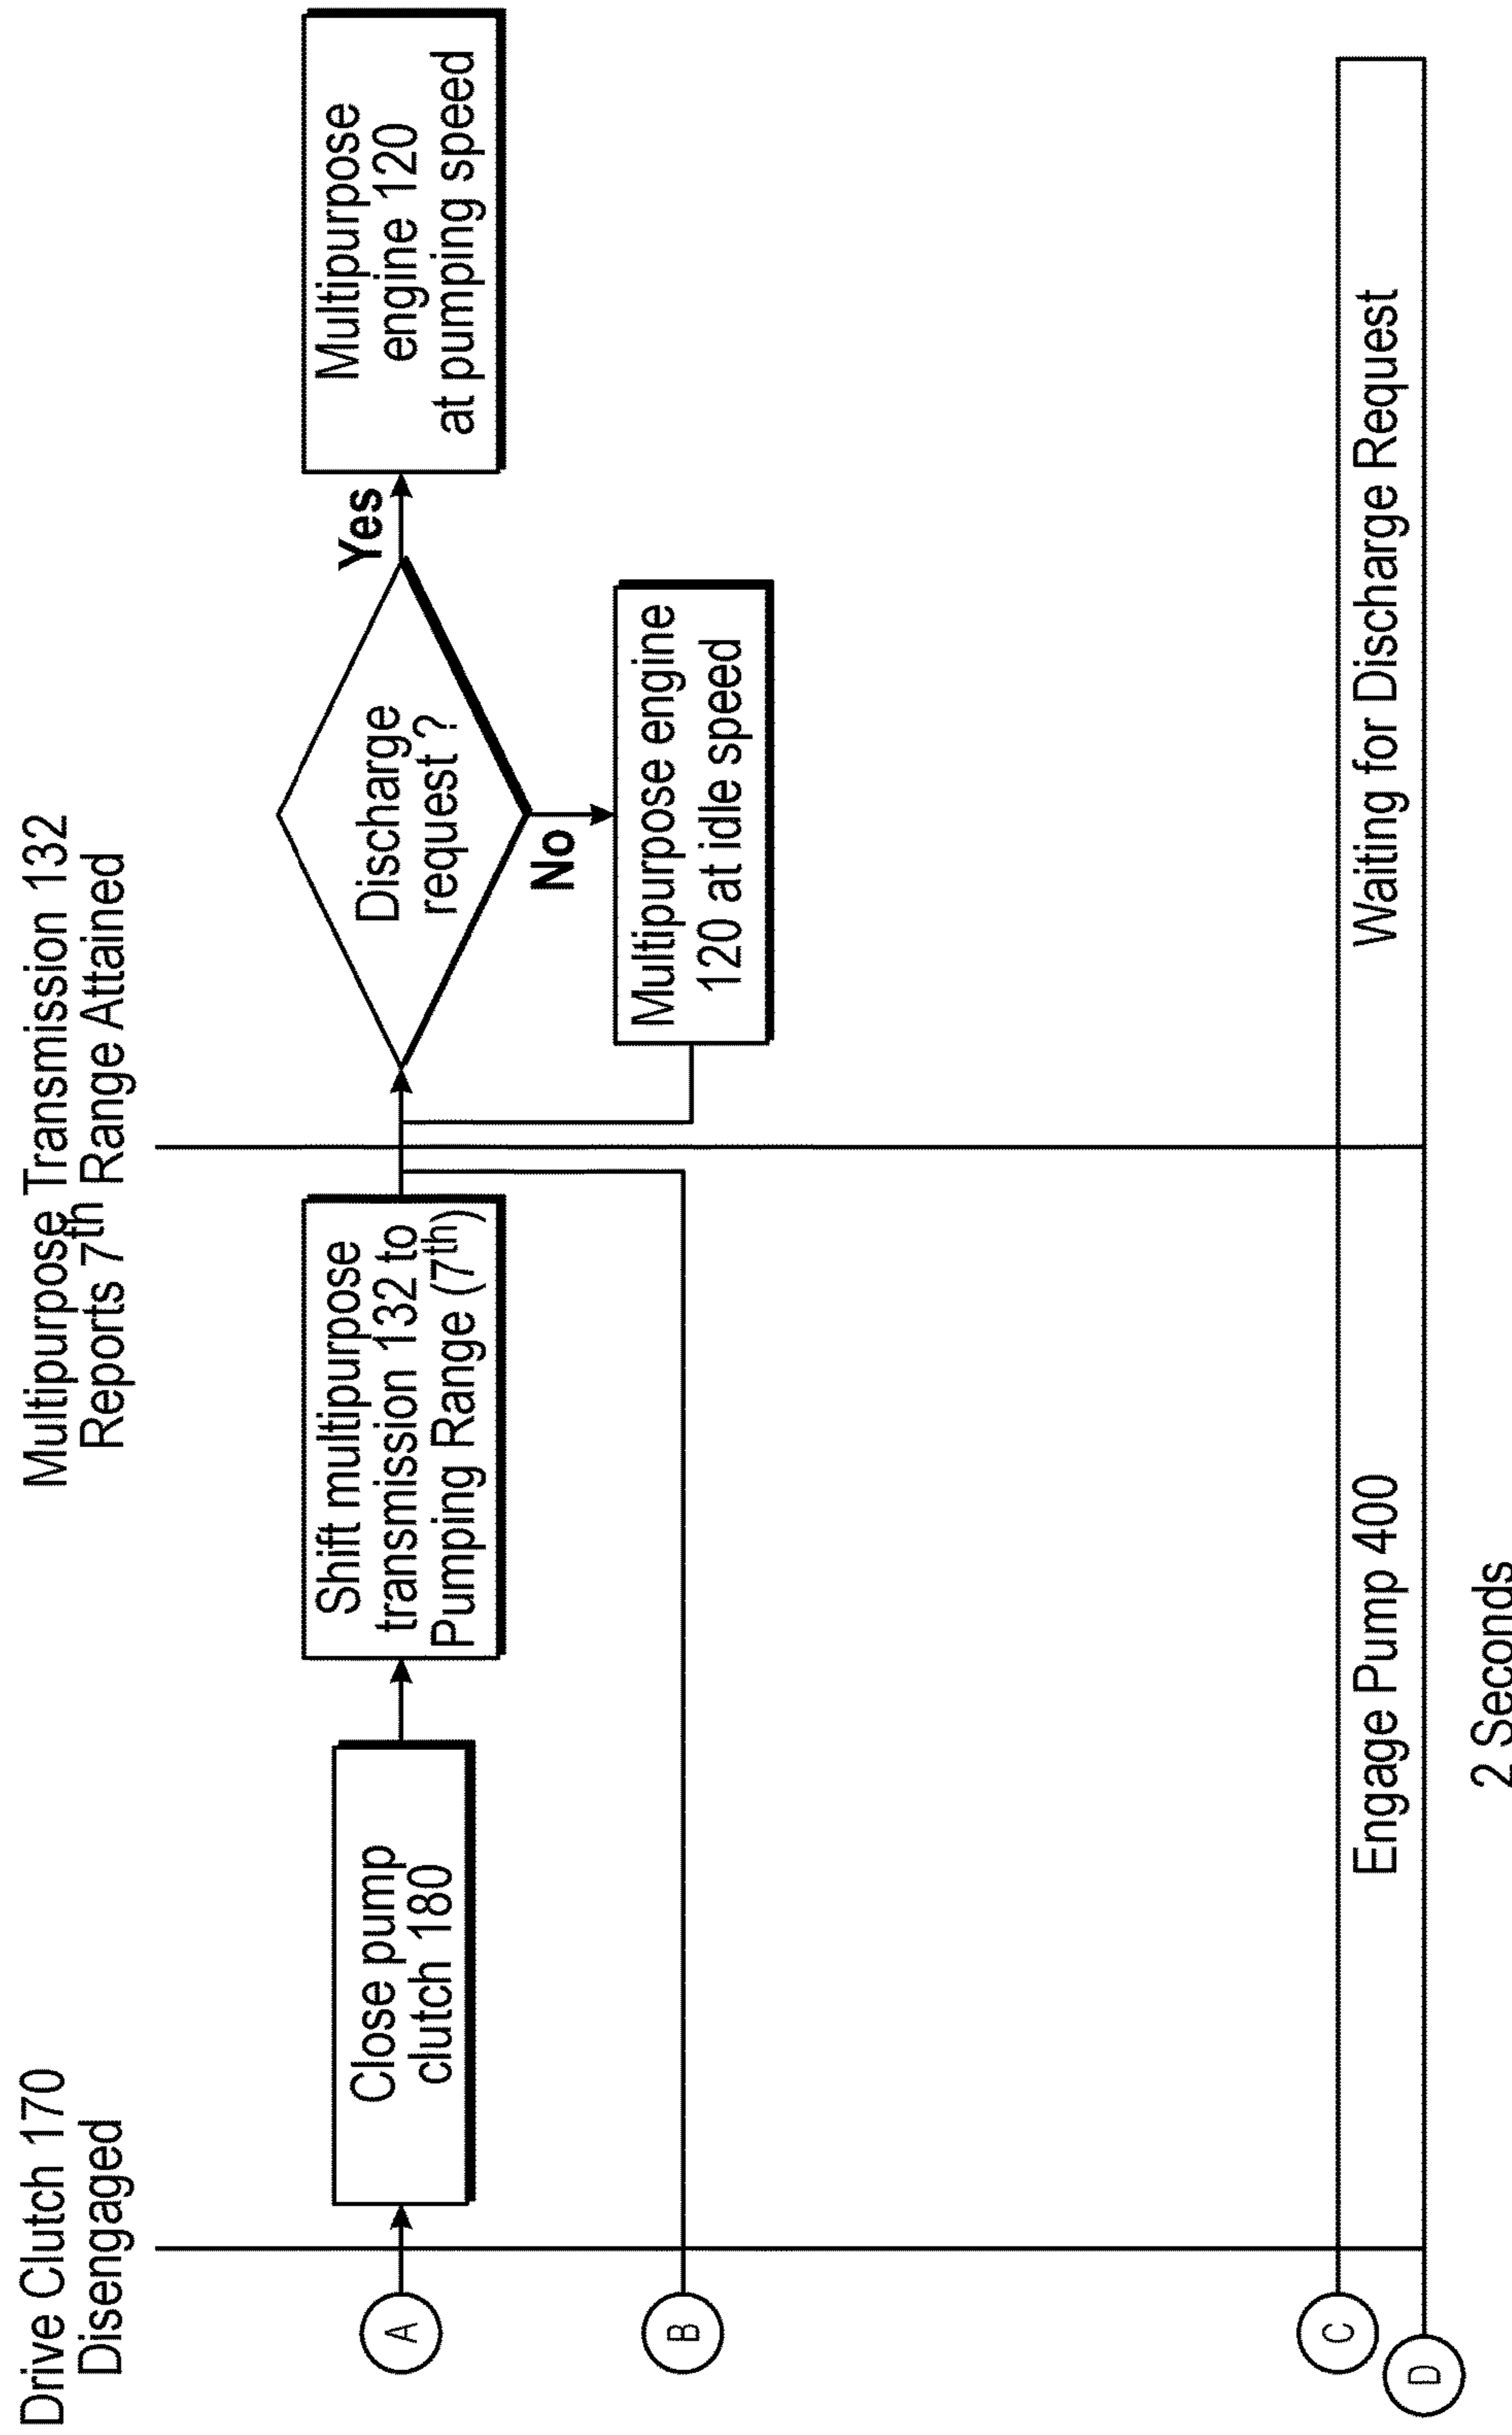 Drive Clutch 170
Disengaged
Multipurpose Transmission 132
Reports 7th Range Attained
A
Close pump
clutch 180
Shift multipurpose
transmission 132 to
Pumping Range (7th)
Discharge
request ?
Yes
Multipurpose
engine 120
at pumping speed
No
Multipurpose engine
120 at idle speed
B
C
Engage Pump 400
Waiting for Discharge Request
D
2 Seconds